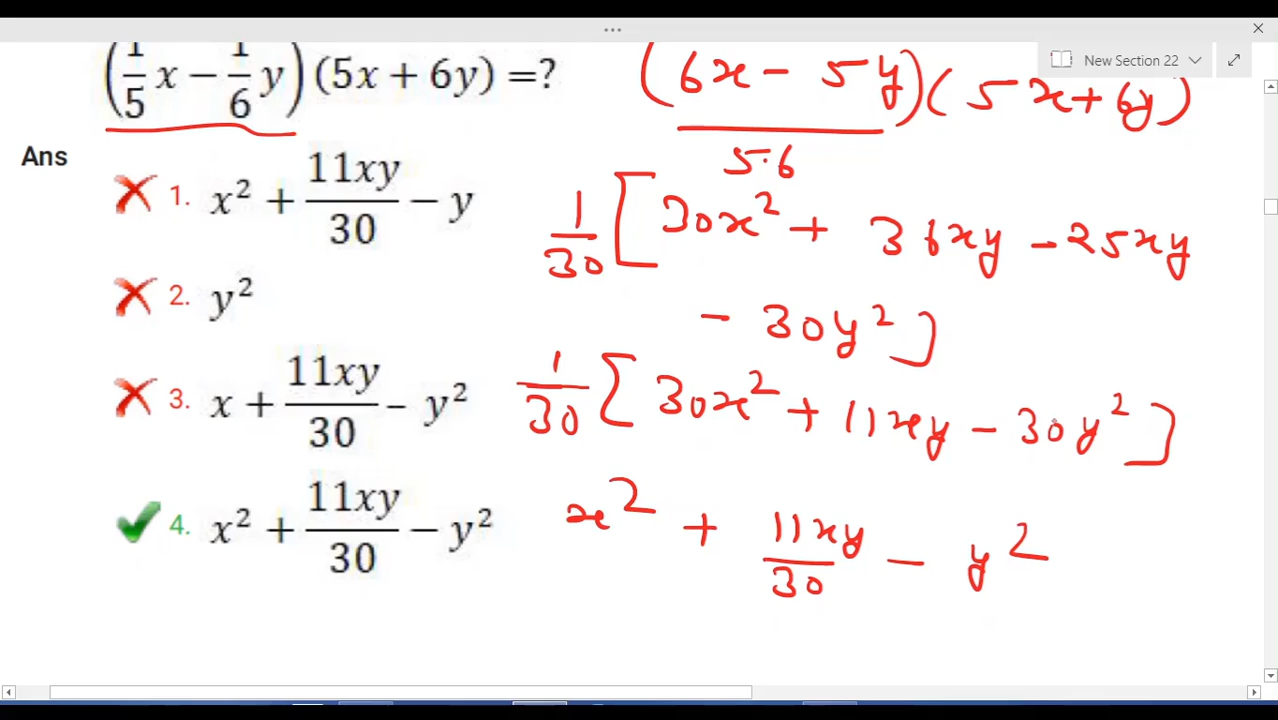 New Section 22
(1/5 x − 1/6 y)(5x + 6y) =?
Ans
1. x² + 11xy/30 − y
2. y²
3. x + 11xy/30 − y²
4. x² + 11xy/30 − y²
(6x − 5y)/5·6 (5x + 6y)
1/30 [30x² + 36xy − 25xy
− 30y²]
1/30 [30x² + 11xy − 30y²]
x² + 11xy/30 − y²